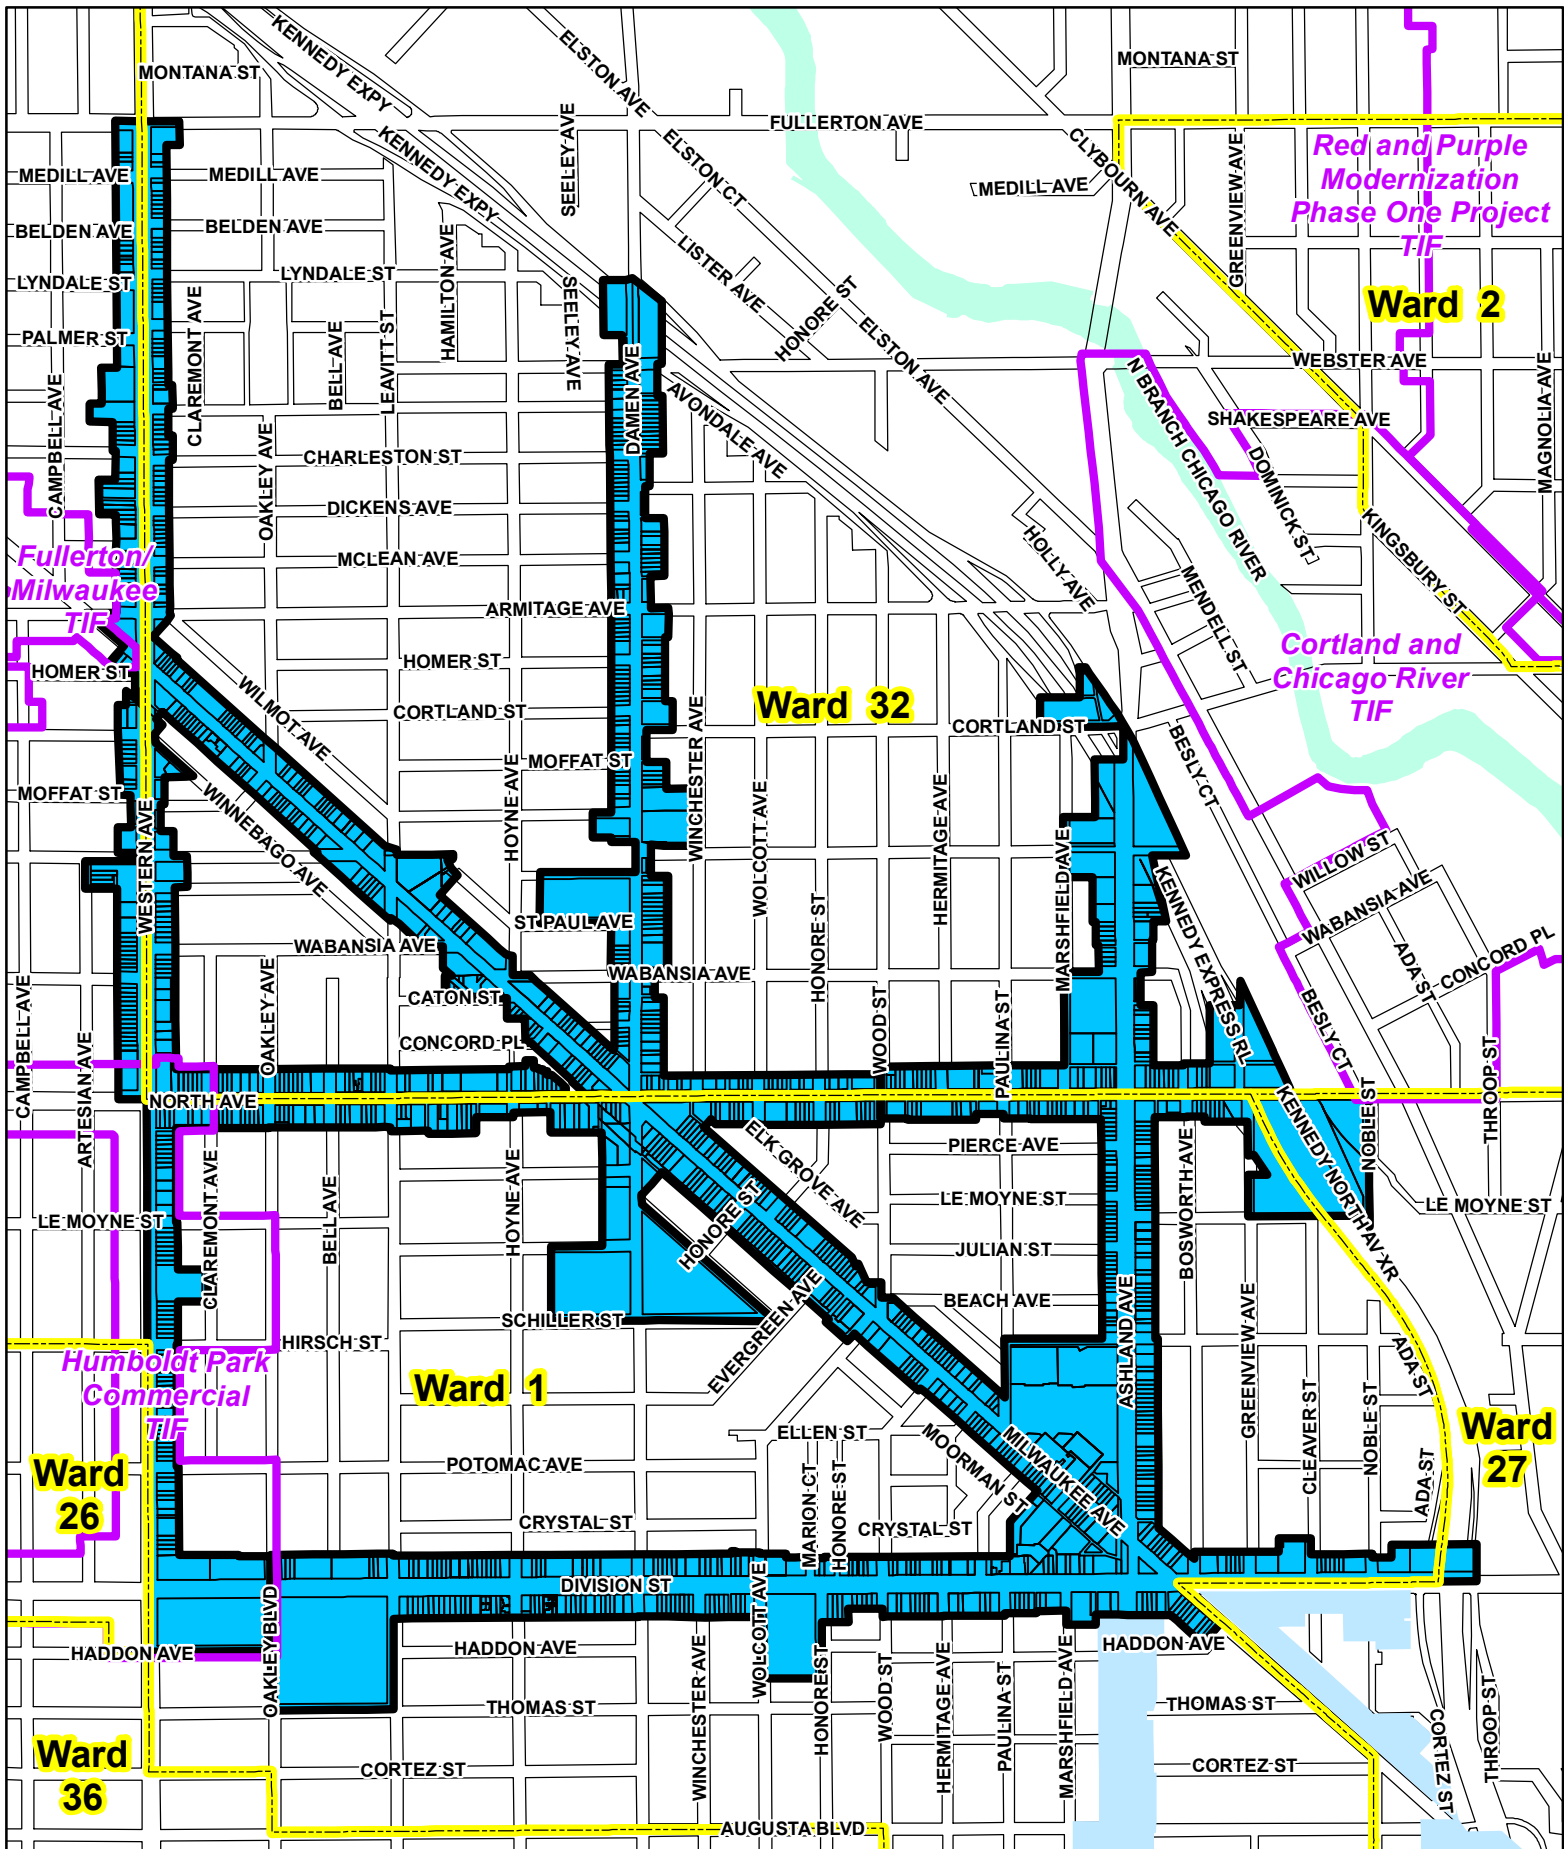 KENNEDY EXPY
ELSTON AVE
MONTANA ST
MONTANA ST
FULLERTON AVE
KENNEDY EXPY
SEELEY AVE
ELSTON CT
CLYBOURN AVE
GREENVIEW AVE
Red and Purple
Modernization
Phase One Project
TIF
MEDILL AVE
MEDILL AVE
MEDILL AVE
BELDEN AVE
BELDEN AVE
LISTER AVE
LYNDALE ST
LYNDALE ST
CLAREMONT AVE
HAMILTON AVE
SEELEY AVE
HONORE ST
ELSTON AVE
Ward 2
PALMER ST
BELL AVE
LEAVITT ST
DAMEN AVE
WEBSTER AVE
CAMPBELL AVE
AVONDALE AVE
N BRANCH CHICAGO RIVER
SHAKESPEARE AVE
MAGNOLIA AVE
OAKLEY AVE
CHARLESTON ST
DOMINICK ST
DICKENS AVE
KINGSBURY ST
HOLLY AVE
Fullerton/
Milwaukee
TIF
MCLEAN AVE
MENDELL ST
ARMITAGE AVE
HOMER ST
HOMER ST
Cortland and
Chicago River
TIF
WILMOT AVE
CORTLAND ST
Ward 32
CORTLAND ST
WINCHESTER AVE
BESLY CT
MOFFAT ST
MOFFAT ST
WINNEBAGO AVE
HOYNE AVE
WOLCOTT AVE
HERMITAGE AVE
MARSHFIELD AVE
WESTERN AVE
WILLOW ST
KENNEDY EXPRESS RL
WABANSIA AVE
ST PAUL AVE
HONORE ST
WABANSIA AVE
WABANSIA AVE
ADA ST
CONCORD PL
CATON ST
OAKLEY AVE
CONCORD PL
WOOD ST
PAULINA ST
BESLY CT
CAMPBELL AVE
ARTESIAN AVE
NORTH AVE
THROOP ST
NOBLE ST
KENNEDY NORTH AV XR
ELK GROVE AVE
PIERCE AVE
BOSWORTH AVE
CLAREMONT AVE
BELL AVE
HOYNE AVE
LE MOYNE ST
LE MOYNE ST
LE MOYNE ST
HONORE ST
JULIAN ST
EVERGREEN AVE
BEACH AVE
SCHILLER ST
ASHLAND AVE
GREENVIEW AVE
HIRSCH ST
Humboldt Park
Commercial
TIF
Ward 1
ADA ST
CLEAVER ST
NOBLE ST
ELLEN ST
MOORMAN ST
MILWAUKEE AVE
Ward
27
Ward
26
POTOMAC AVE
MARION CT
HONORE ST
ADA ST
CRYSTAL ST
CRYSTAL ST
DIVISION ST
OAKLEY BLVD
WOLCOTT AVE
HADDON AVE
HADDON AVE
HADDON AVE
WINCHESTER AVE
HONORE ST
WOOD ST
HERMITAGE AVE
PAULINA ST
MARSHFIELD AVE
THOMAS ST
THOMAS ST
CORTEZ ST
THROOP ST
Ward
36
CORTEZ ST
CORTEZ ST
AUGUSTA BLVD